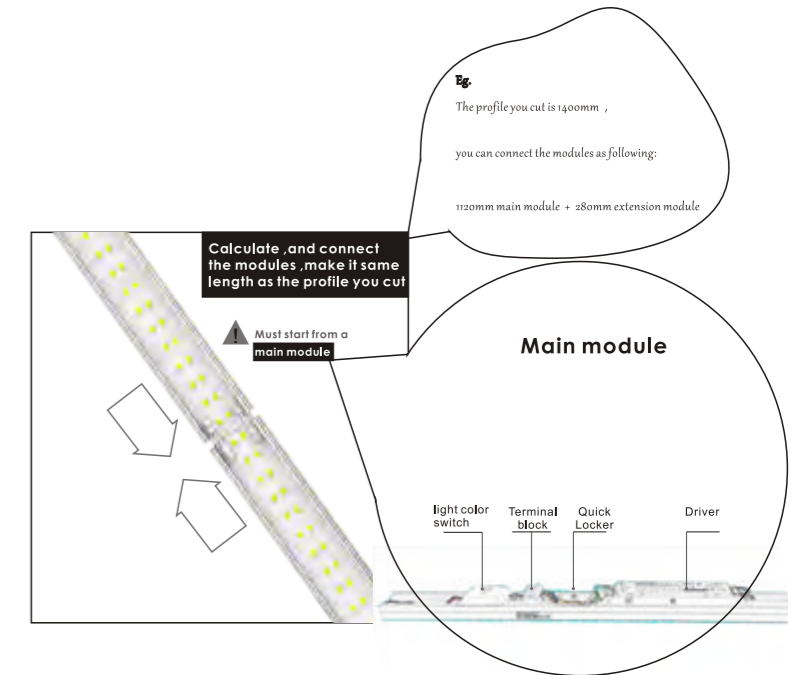 Eg.
The profile you cut is 1400mm ,
you can connect the modules as following:
1120mm main module + 280mm extension module
Calculate ,and connect
the modules ,make it same
length as the profile you cut
! Must start from a
main module
Main module
light color
switch
Terminal
block
Quick
Locker
Driver